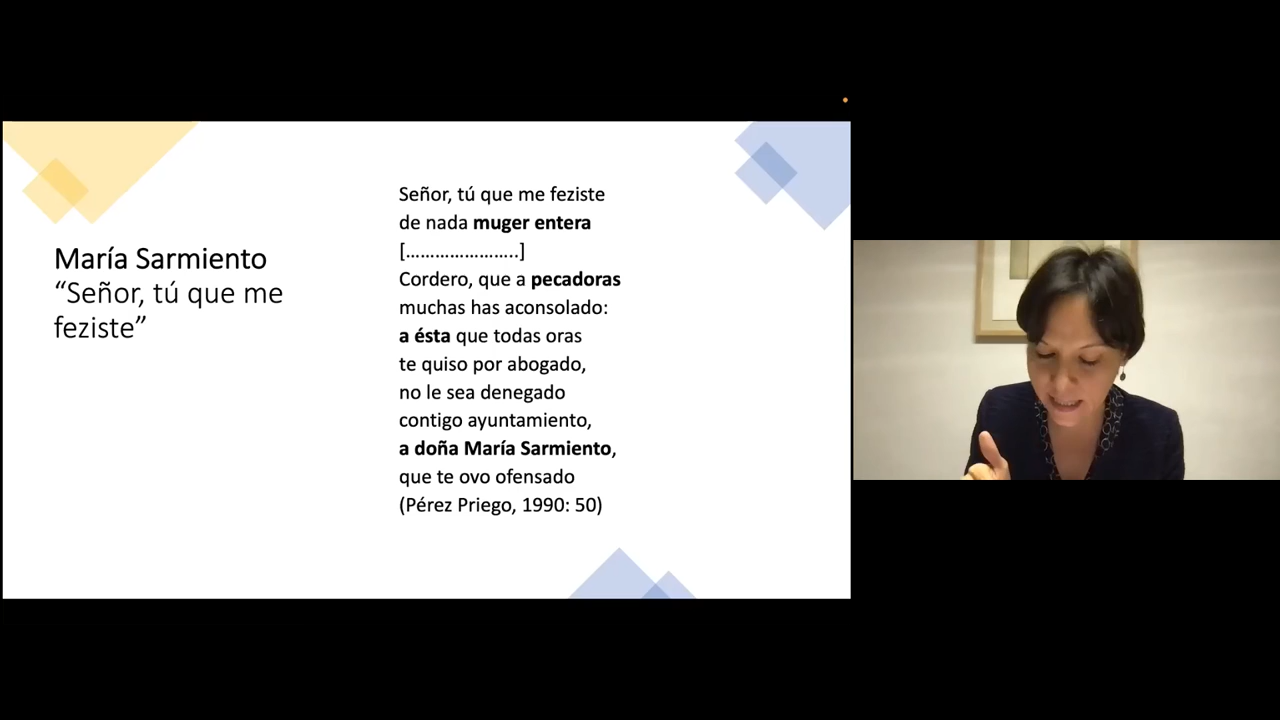 María Sarmiento
“Señor, tú que me
feziste”
Señor, tú que me feziste
de nada muger entera
[…………………..]
Cordero, que a pecadoras
muchas has aconsolado:
a ésta que todas oras
te quiso por abogado,
no le sea denegado
contigo ayuntamiento,
a doña María Sarmiento,
que te ovo ofensado
(Pérez Priego, 1990: 50)